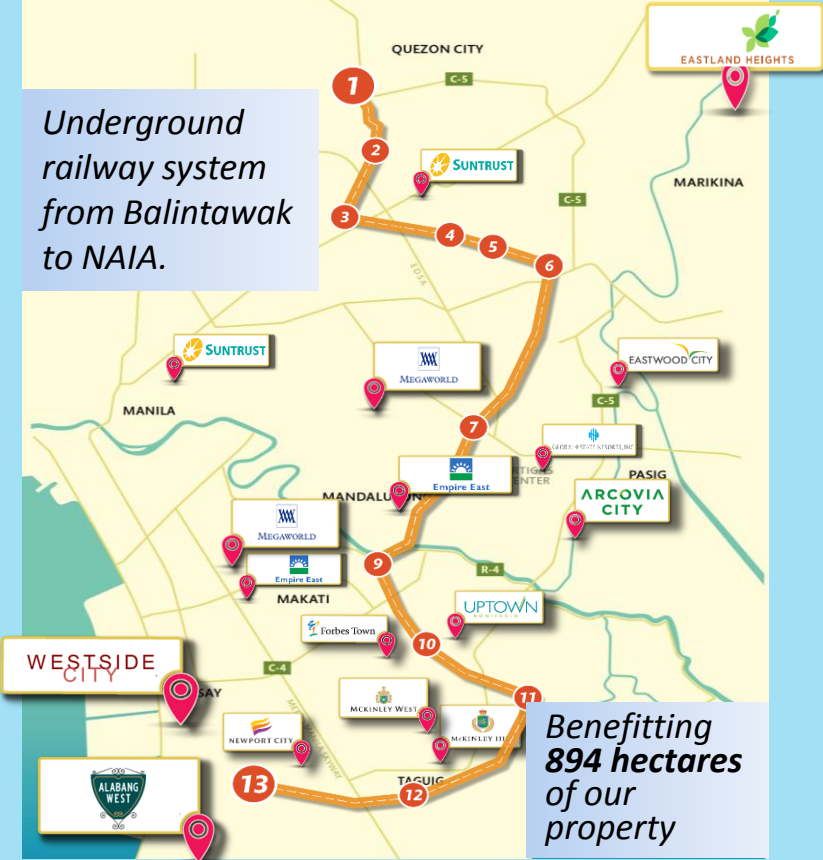 QUEZON CITY
EASTLAND HEIGHTS
C-5
1
Underground
railway system
from Balintawak
to NAIA.
2
SUNTRUST
MARIKINA
C-5
3
4
5
6
EDSA
SUNTRUST
MEGAWORLD
EASTWOOD CITY
C-5
MANILA
7
PASIG
Empire East
ARCOVIA
CITY
MEGAWORLD
9
R-4
Empire East
MAKATI
UPTOWN
BONIFACIO
Forbes Town
10
WESTSIDE
CITY
C-4
MCKINLEY WEST
11
NEWPORT CITY
Benefitting
894 hectares
of our
property
13
TAGUIG
12
ALABANG
WEST